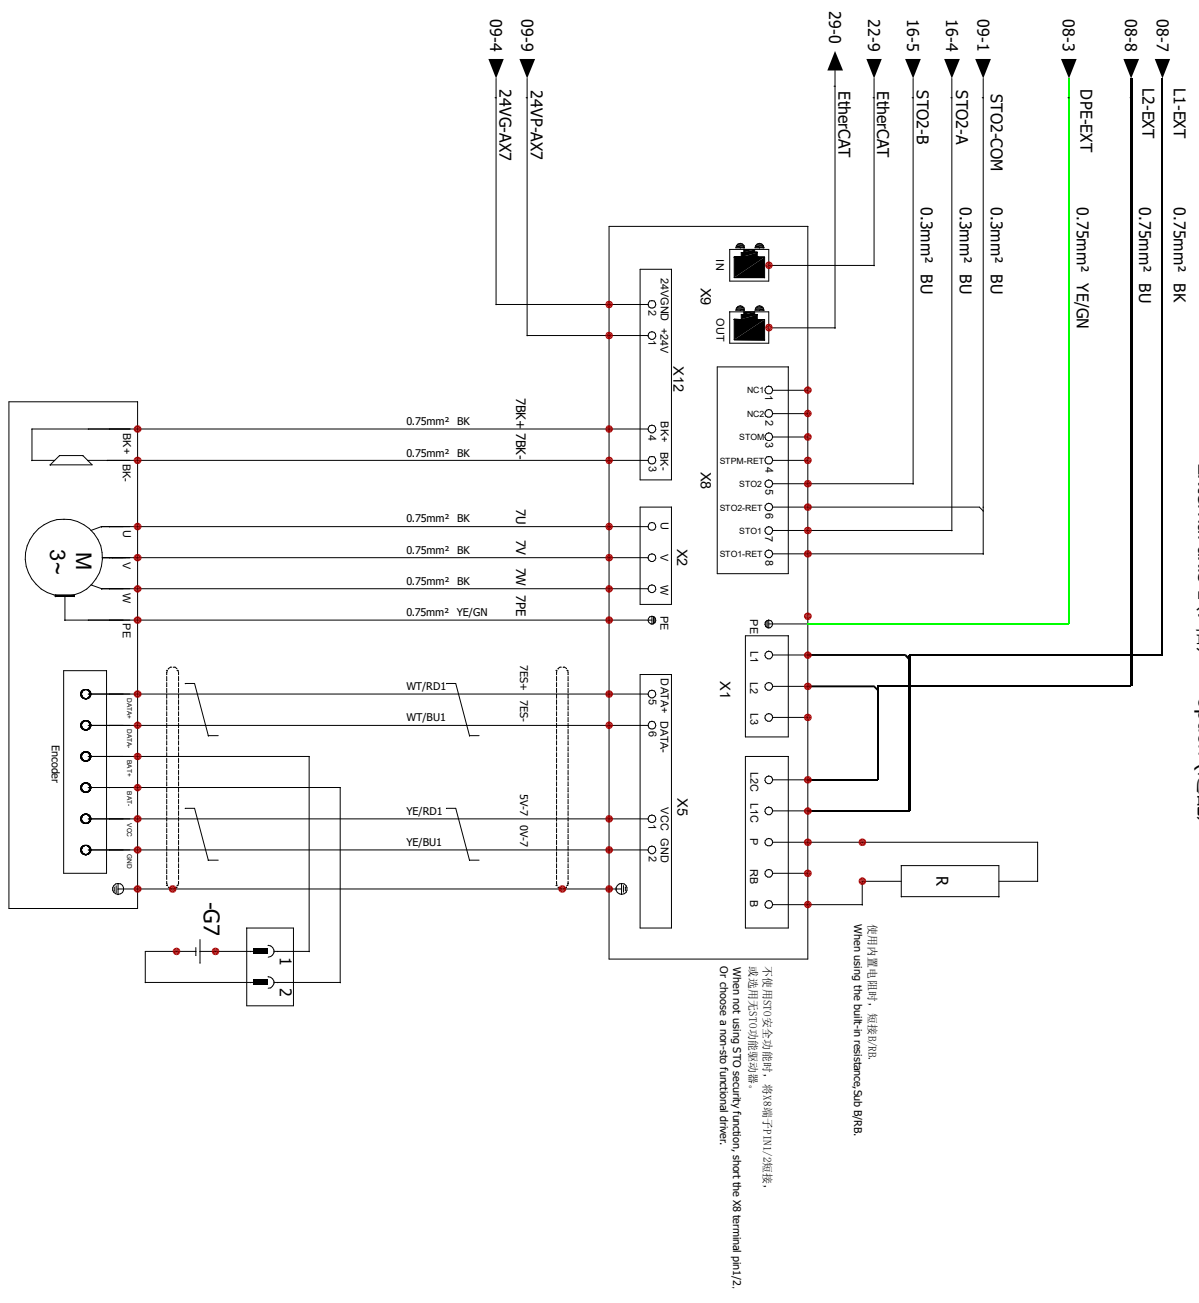 08-7
L1-EXT
0.75mm² BK
08-8
L2-EXT
0.75mm² BU
08-3
DPE-EXT
0.75mm² YE/GN
09-1
STO2-COM
0.3mm² BU
16-4
STO2-A
0.3mm² BU
16-5
STO2-B
0.3mm² BU
22-9
EtherCAT
29-0
EtherCAT
09-9
24VP-AX7
09-4
24VG-AX7
IN
OUT
X9
NC1 1
NC2 2
STOM 3
STPM-RET 4
STO2 5
STO2-RET 6
STO1 7
STO1-RET 8
X8
PE
L1
L2
L3
X1
L2C
L1C
P
RB
B
R
使用内置电阻时，短接B/RB.
When using the built-in resistance,Sub B/RB.
不使用STO安全功能时，将X8端子PIN1/2短接，
或选用无STO功能驱动器。
When not using STO security function, short the X8 terminal pin1/2.
Or choose a non-sto functional driver.
24VGND 2
+24V 1
X12
BK+ 4
BK- 3
U
V
W
X2
PE
DATA+ 5
DATA- 6
X5
VCC 1
GND 2
7BK+
7BK-
7U
7V
7W
7PE
7ES+
7ES-
5V-7
0V-7
0.75mm² BK
0.75mm² BK
0.75mm² BK
0.75mm² BK
0.75mm² BK
0.75mm² YE/GN
WT/RD1
WT/BU1
YE/RD1
YE/BU1
BK+
BK-
U
V
W
PE
M
3~
DATA+
DATA-
BAT+
BAT-
VCC
GND
Encoder
-G7
1
2